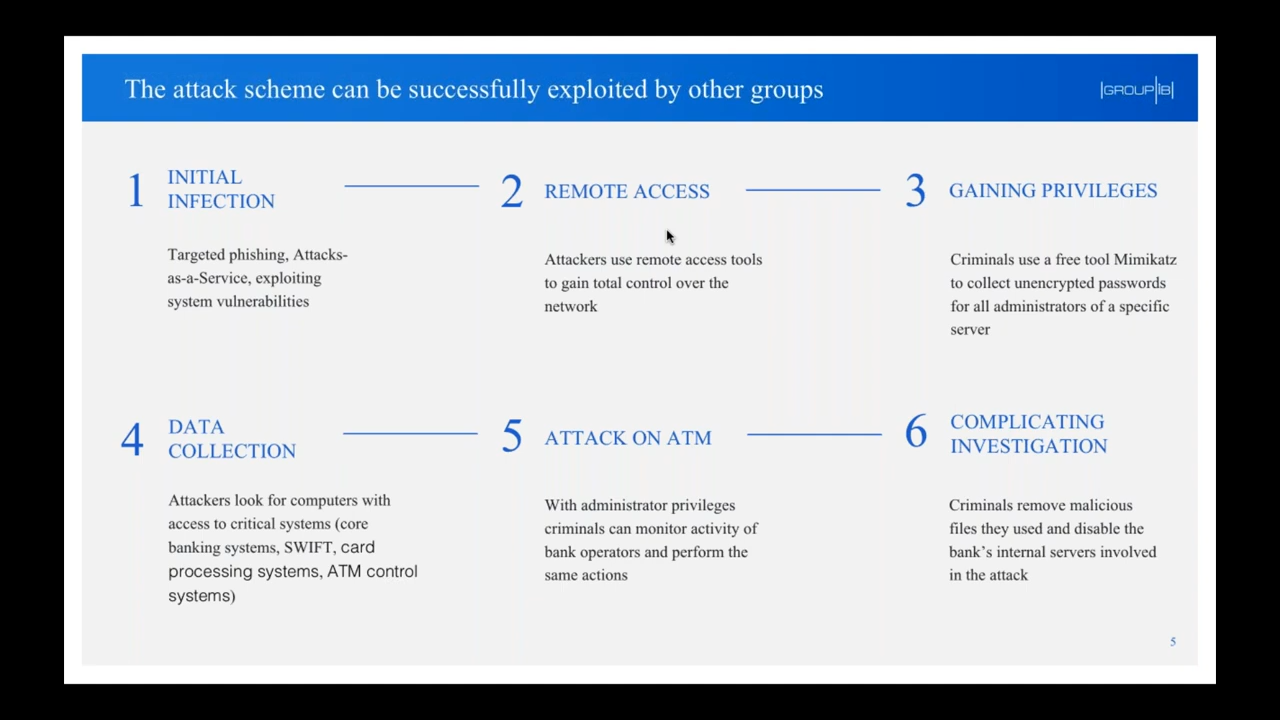 The attack scheme can be successfully exploited by other groups
|GROUP|IB|
1
INITIAL
INFECTION
Targeted phishing, Attacks-
as-a-Service, exploiting
system vulnerabilities
2
REMOTE ACCESS
Attackers use remote access tools
to gain total control over the
network
3
GAINING PRIVILEGES
Criminals use a free tool Mimikatz
to collect unencrypted passwords
for all administrators of a specific
server
4
DATA
COLLECTION
Attackers look for computers with
access to critical systems (core
banking systems, SWIFT, card
processing systems, ATM control
systems)
5
ATTACK ON ATM
With administrator privileges
criminals can monitor activity of
bank operators and perform the
same actions
6
COMPLICATING
INVESTIGATION
Criminals remove malicious
files they used and disable the
bank's internal servers involved
in the attack
5